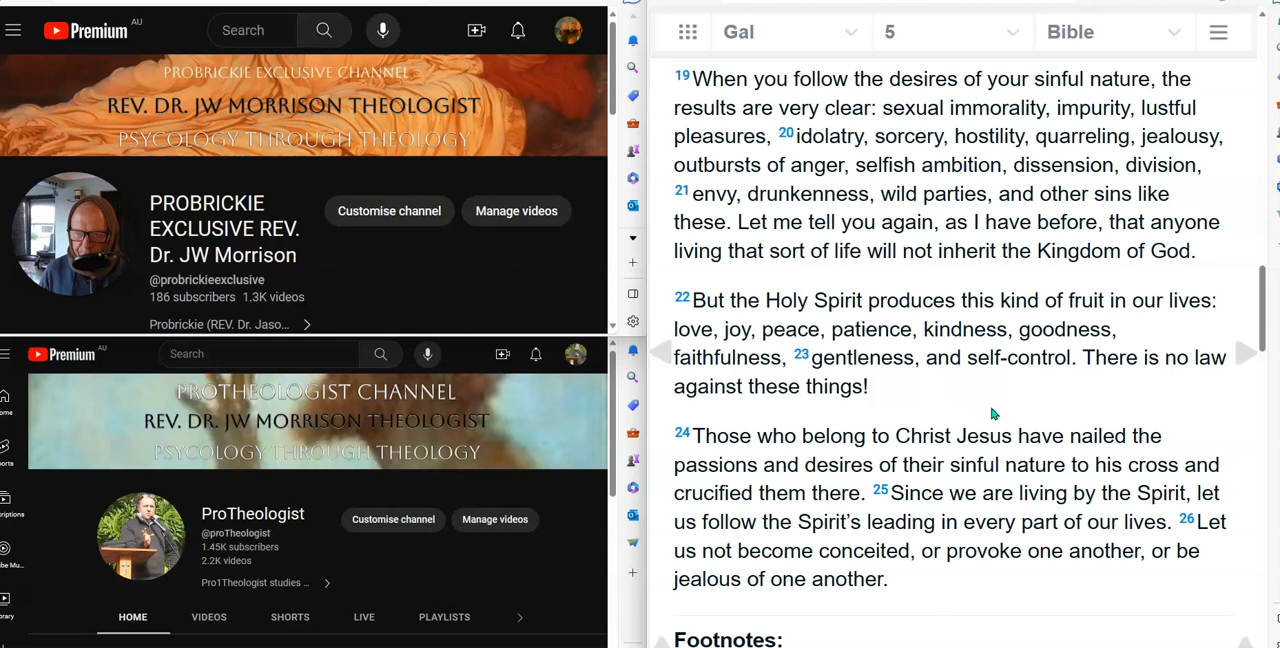 Premium AU
Search
PROBRICKIE EXCLUSIVE CHANNEL
REV. DR. JW MORRISON THEOLOGIST
PSYCOLOGY THROUGH THEOLOGY
PROBRICKIE
EXCLUSIVE REV.
Dr. JW Morrison
Customise channel
Manage videos
@probrickieexclusive
186 subscribers 1.3K videos
Probrickie (REV. Dr. Jaso...
Premium AU
Search
PROTHEOLOGIST CHANNEL
REV. DR. JW MORRISON THEOLOGIST
PSYCOLOGY THROUGH THEOLOGY
ome
orts
criptions
be Mu...
brary
ProTheologist
Customise channel
Manage videos
@proTheologist
1.45K subscribers
2.2K videos
Pro1Theologist studies ...
HOME VIDEOS SHORTS LIVE PLAYLISTS
Gal 5 Bible
19 When you follow the desires of your sinful nature, the
results are very clear: sexual immorality, impurity, lustful
pleasures, 20 idolatry, sorcery, hostility, quarreling, jealousy,
outbursts of anger, selfish ambition, dissension, division,
21 envy, drunkenness, wild parties, and other sins like
these. Let me tell you again, as I have before, that anyone
living that sort of life will not inherit the Kingdom of God.
22 But the Holy Spirit produces this kind of fruit in our lives:
love, joy, peace, patience, kindness, goodness,
faithfulness, 23 gentleness, and self-control. There is no law
against these things!
24 Those who belong to Christ Jesus have nailed the
passions and desires of their sinful nature to his cross and
crucified them there. 25 Since we are living by the Spirit, let
us follow the Spirit's leading in every part of our lives. 26 Let
us not become conceited, or provoke one another, or be
jealous of one another.
Footnotes: